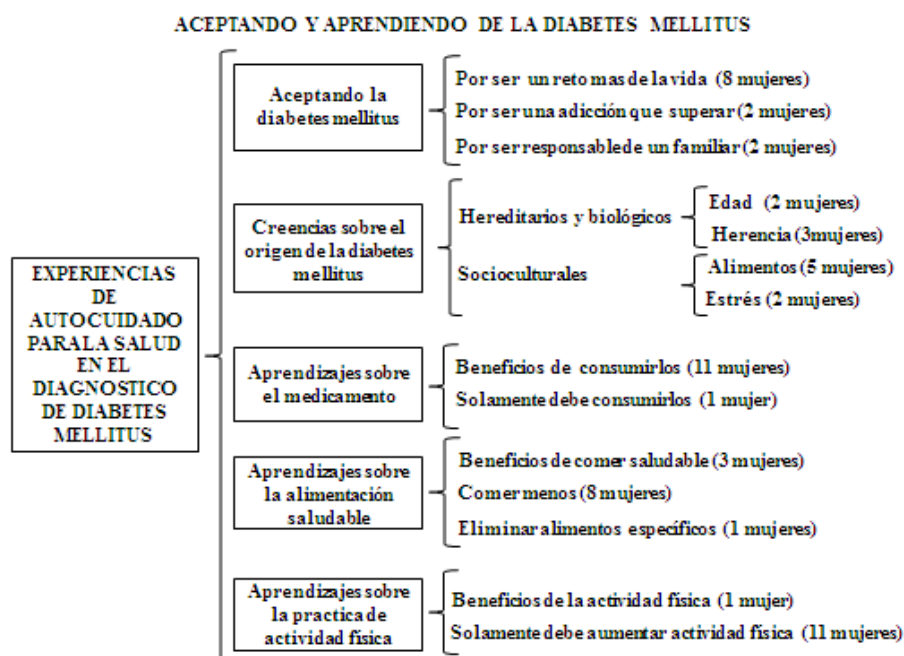 ACEPTANDO Y APRENDIENDO DE LA DIABETES MELLITUS
EXPERIENCIAS
DE
AUTOCUIDADO
PARALA SALUD
EN EL
DIAGNOSTICO
DE DIABETES
MELLITUS
Aceptando la
diabetes mellitus
Por ser un reto mas de la vida (8 mujeres)
Por ser una adicción que superar (2 mujeres)
Por ser responsable de un familiar (2 mujeres)
Creencias sobre el
origen de la diabetes
mellitus
Hereditarios y biológicos
Edad (2 mujeres)
Herencia (3mujeres)
Socioculturales
Alimentos (5 mujeres)
Estrés (2 mujeres)
Aprendizajes sobre
el medicamento
Beneficios de consumirlos (11 mujeres)
Solamente debe consumirlos (1 mujer)
Aprendizajes sobre
la alimentación
saludable
Beneficios de comer saludable (3 mujeres)
Comer menos (8 mujeres)
Eliminar alimentos específicos (1 mujeres)
Aprendizajes sobre
la practica de
actividad física
Beneficios de la actividad física (1 mujer)
Solamente debe aumentar actividad física (11 mujeres)